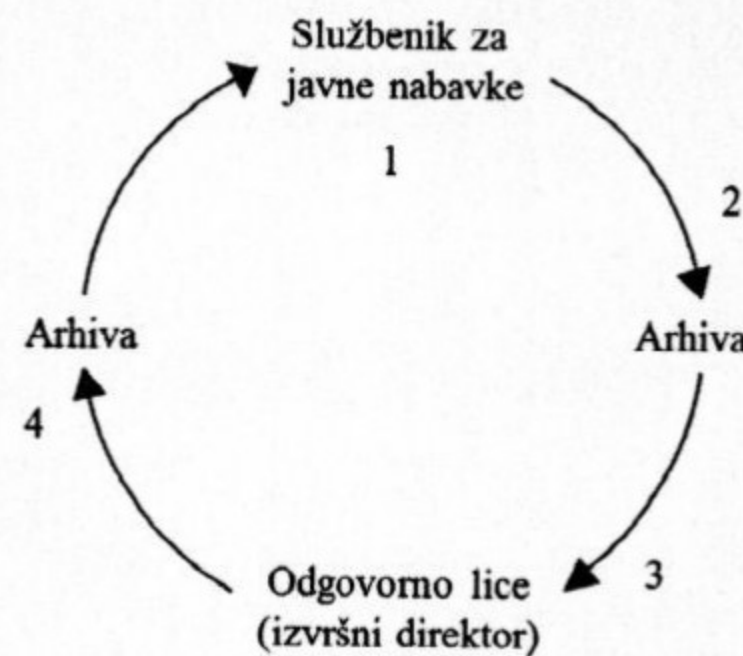 Službenik za
javne nabavke
1
2
Arhiva
Arhiva
4
3
Odgovorno lice
(izvršni direktor)